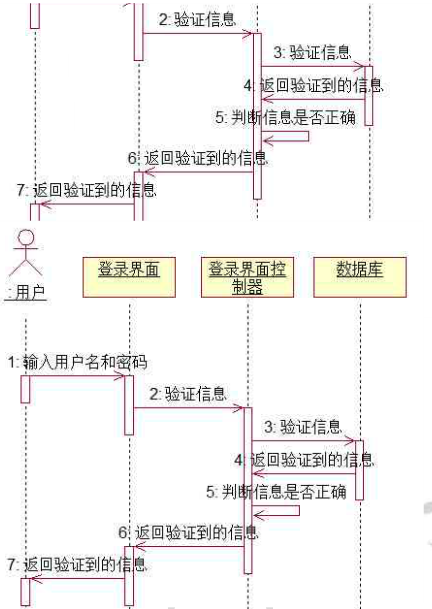 2: 验证信息
3: 验证信息
4: 返回验证到的信息
5: 判断信息是否正确
6: 返回验证到的信息
7: 返回验证到的信息
: 用户
登录界面
登录界面控
制器
数据库
1: 输入用户名和密码
2: 验证信息
3: 验证信息
4: 返回验证到的信息
5: 判断信息是否正确
6: 返回验证到的信息
7: 返回验证到的信息